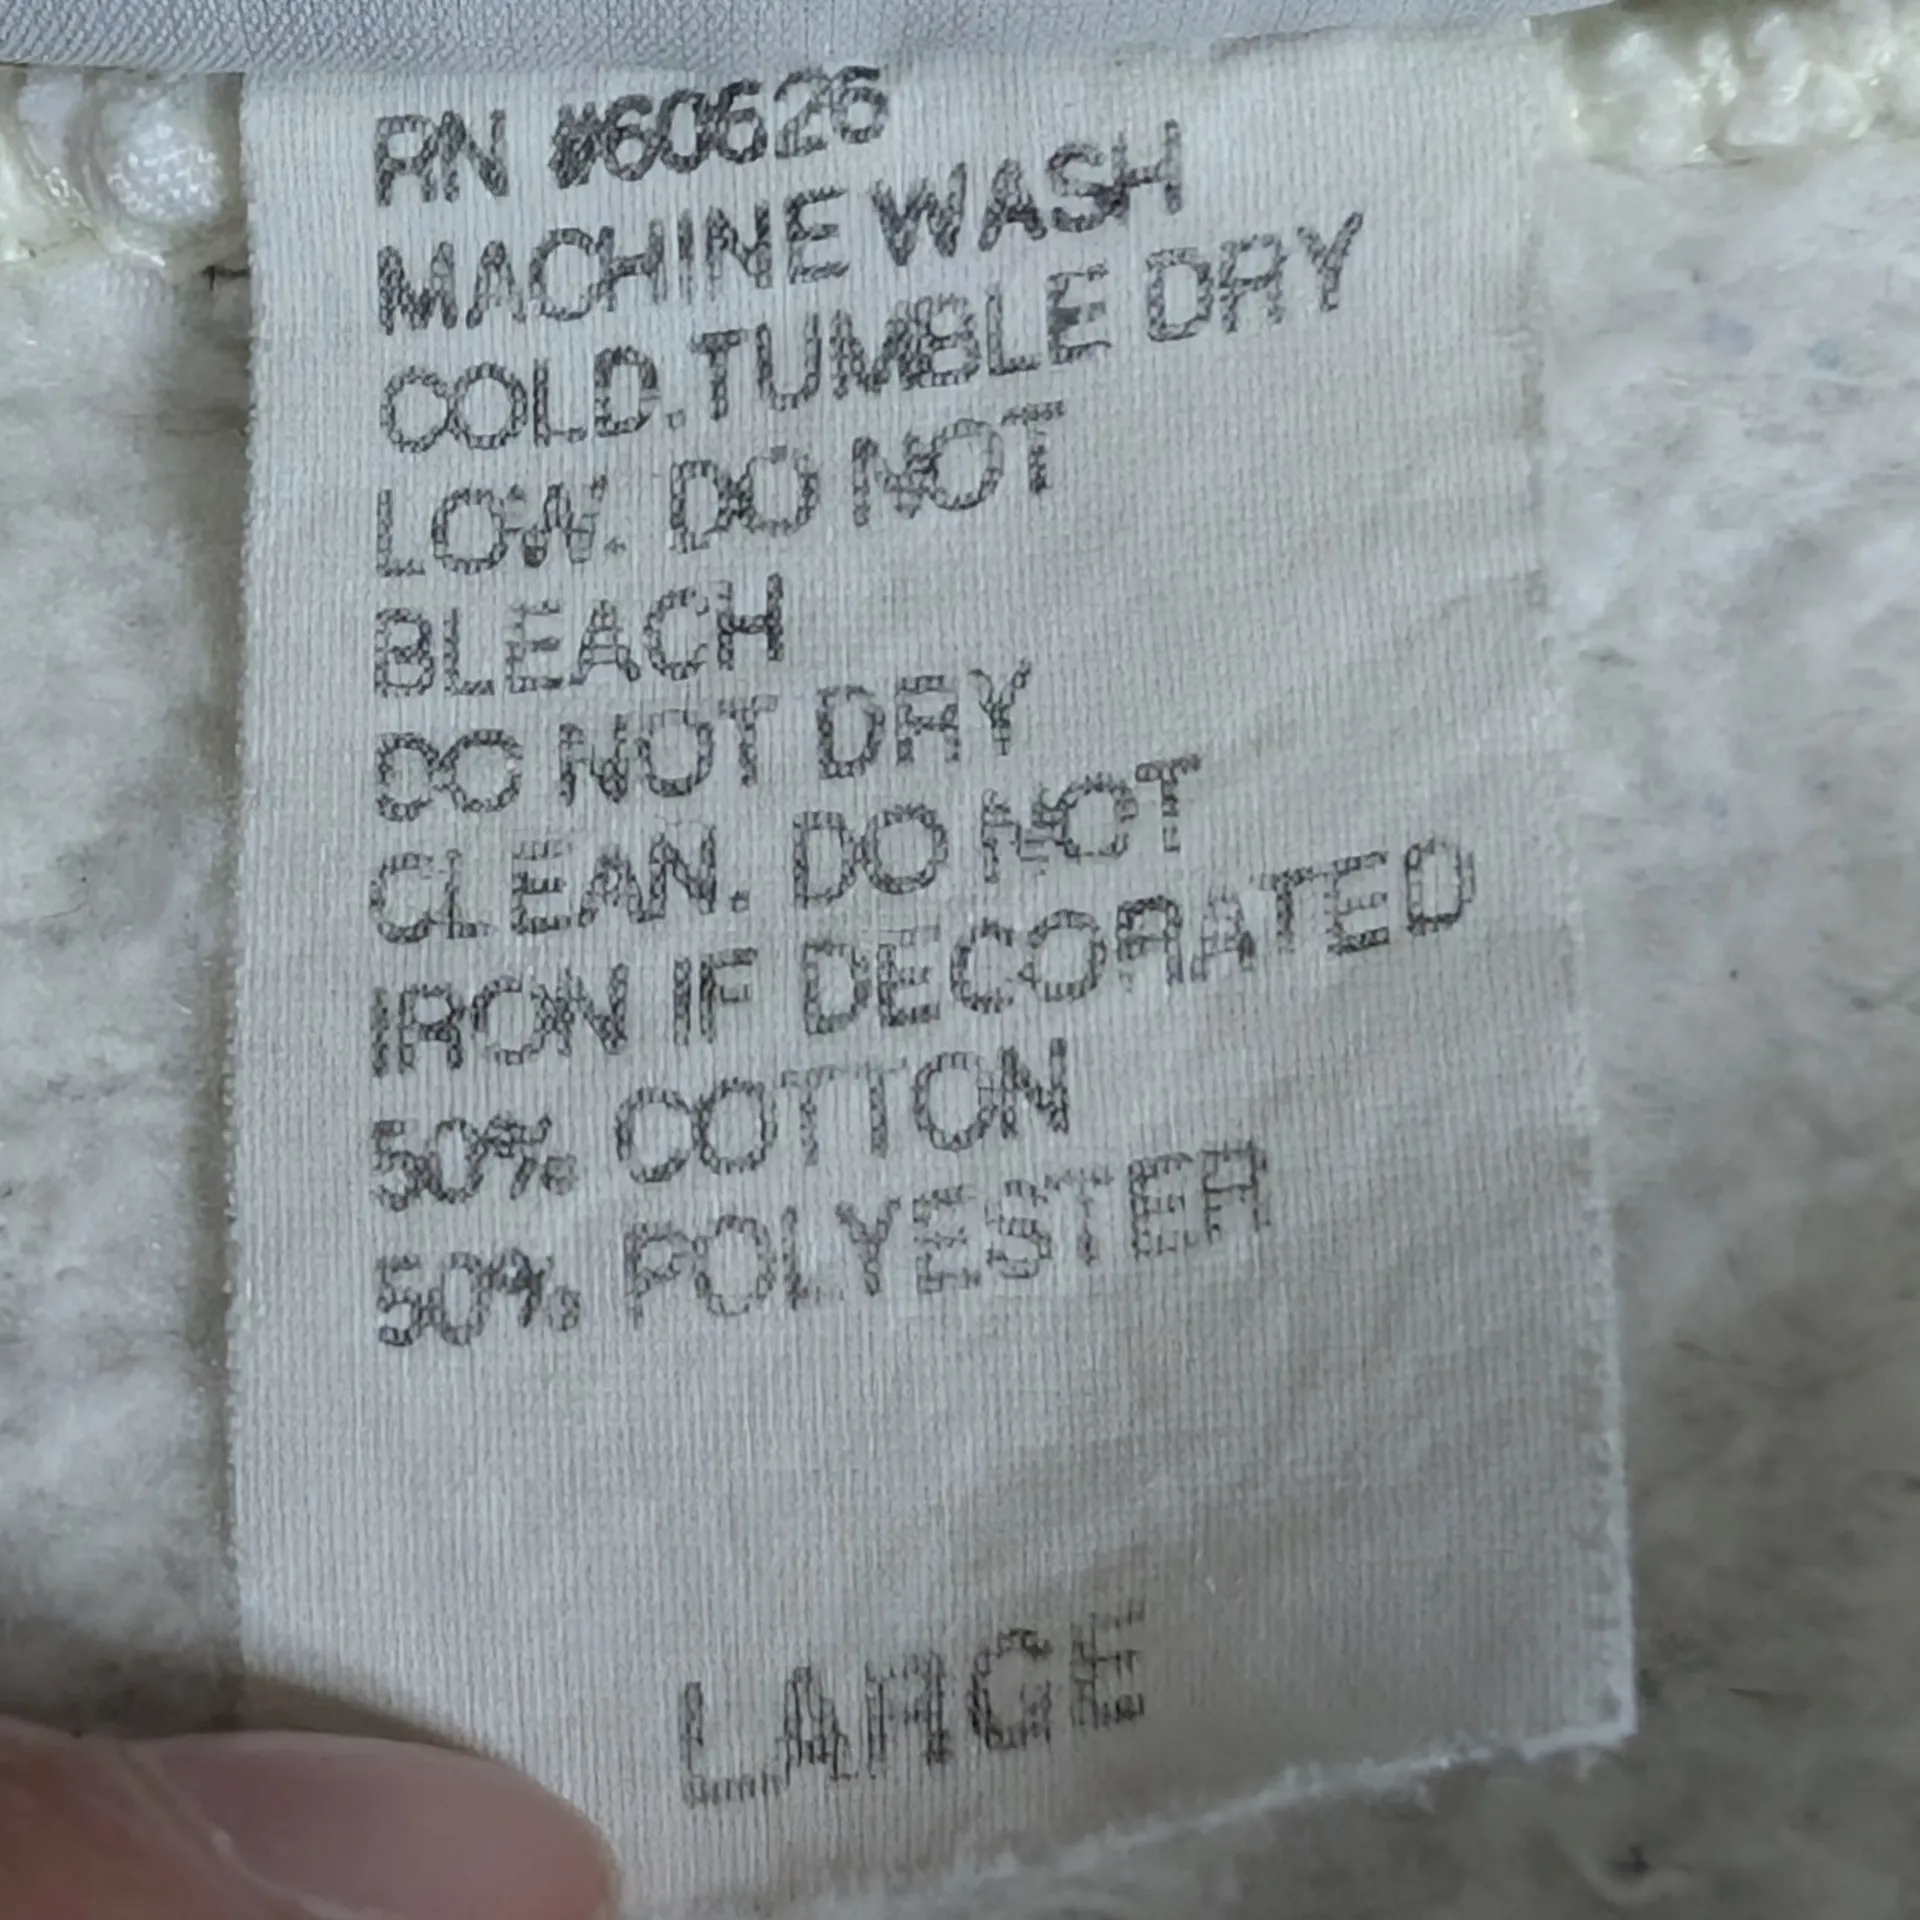 RN #60626
MACHINE WASH
COLD. TUMBLE DRY
LOW. DO NOT
BLEACH
DO NOT DRY
CLEAN. DO NOT
IRON IF DECORATED
50% COTTON
50% POLYESTER
LARGE